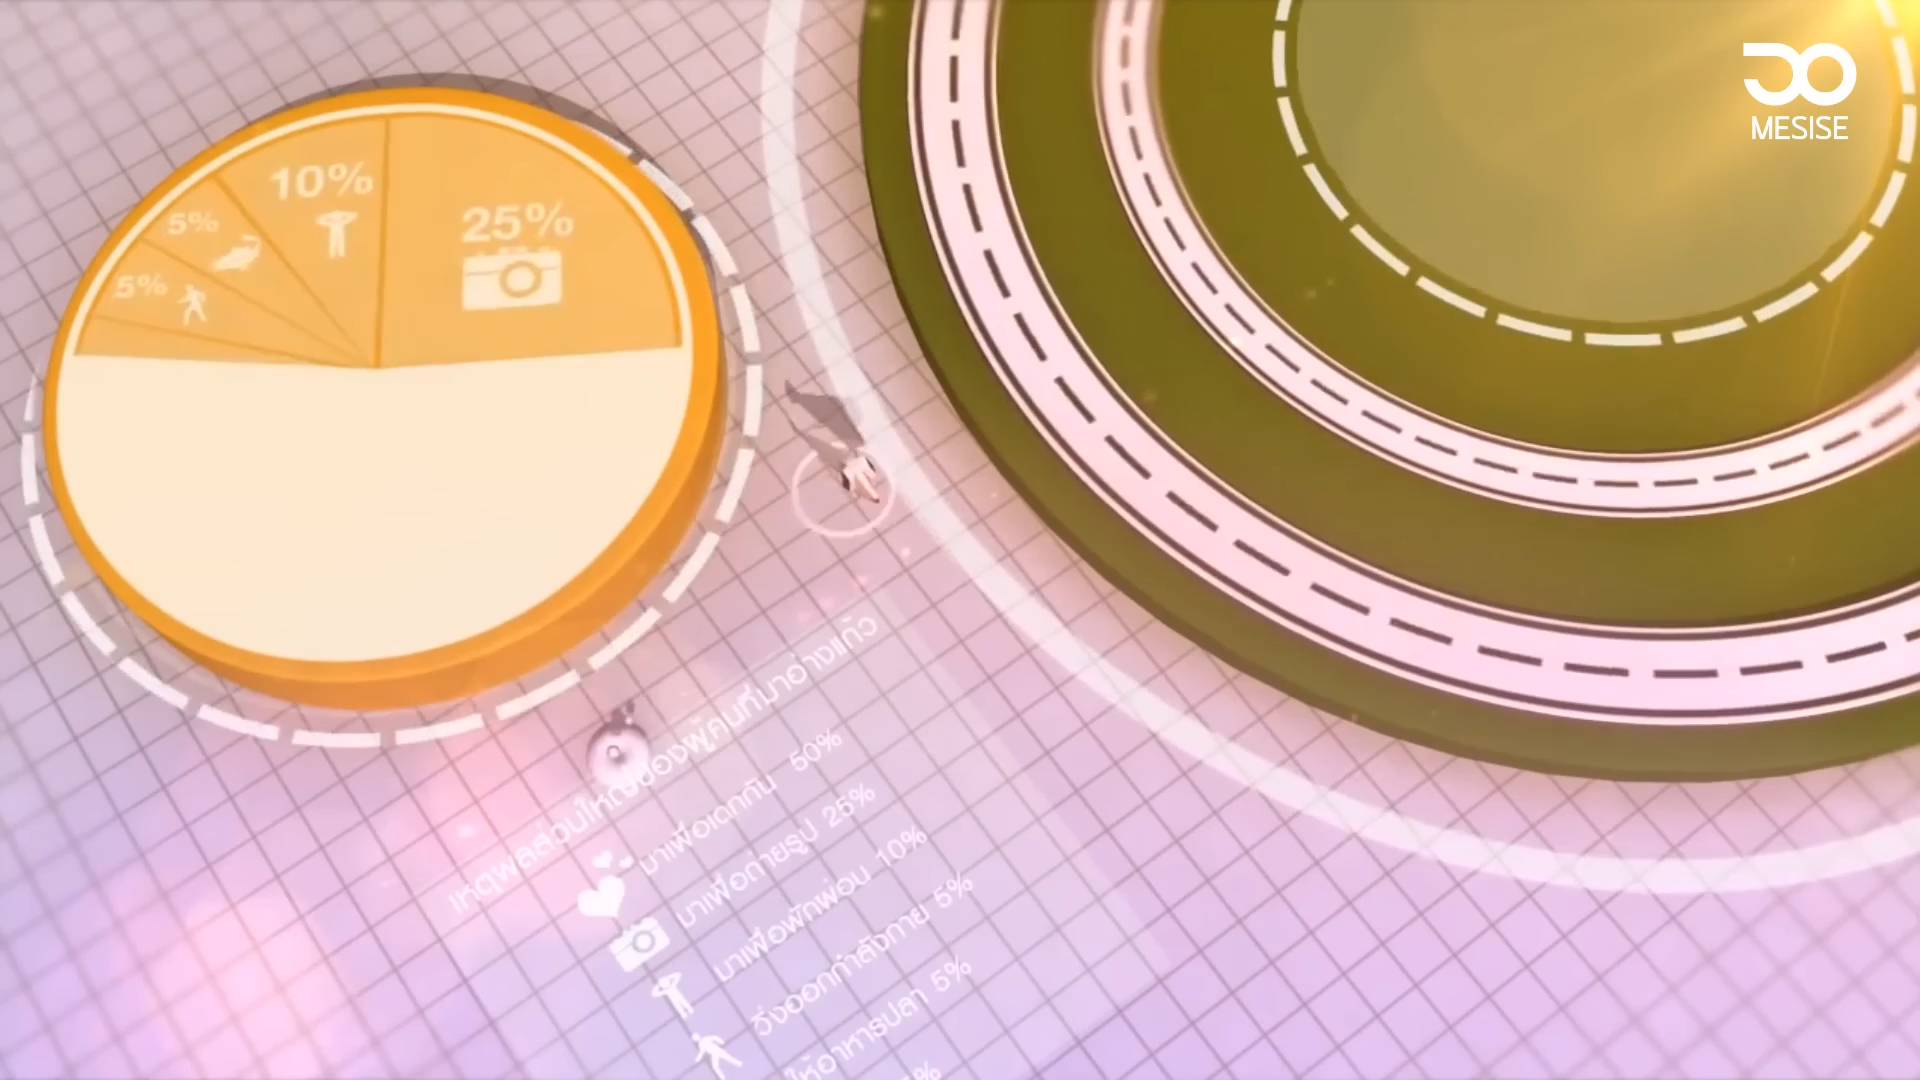 MESISE
10%
25%
5%
5%
เหตุผลส่วนใหญ่ของผู้คนที่มาอ่างแก้ว
มาเพื่อเดทกัน 50%
มาเพื่อถ่ายรูป 25%
มาเพื่อพักผ่อน 10%
วิ่งออกกำลังกาย 5%
ให้อาหารปลา 5%